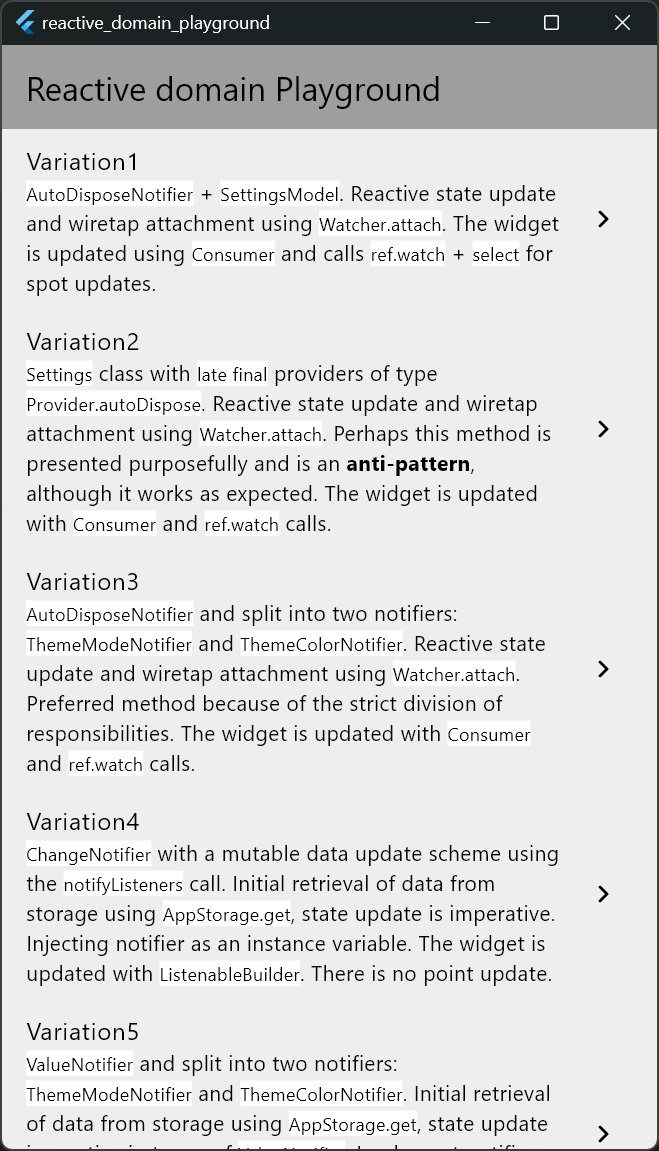 reactive_domain_playground
Reactive domain Playground
Variation1
AutoDisposeNotifier + SettingsModel. Reactive state update
and wiretap attachment using Watcher.attach. The widget
is updated using Consumer and calls ref.watch + select for
spot updates.
Variation2
Settings class with late final providers of type
Provider.autoDispose. Reactive state update and wiretap
attachment using Watcher.attach. Perhaps this method is
presented purposefully and is an anti-pattern,
although it works as expected. The widget is updated
with Consumer and ref.watch calls.
Variation3
AutoDisposeNotifier and split into two notifiers:
ThemeModeNotifier and ThemeColorNotifier. Reactive state
update and wiretap attachment using Watcher.attach.
Preferred method because of the strict division of
responsibilities. The widget is updated with Consumer
and ref.watch calls.
Variation4
ChangeNotifier with a mutable data update scheme using
the notifyListeners call. Initial retrieval of data from
storage using AppStorage.get, state update is imperative.
Injecting notifier as an instance variable. The widget is
updated with ListenableBuilder. There is no point update.
Variation5
ValueNotifier and split into two notifiers:
ThemeModeNotifier and ThemeColorNotifier. Initial retrieval
of data from storage using AppStorage.get, state update